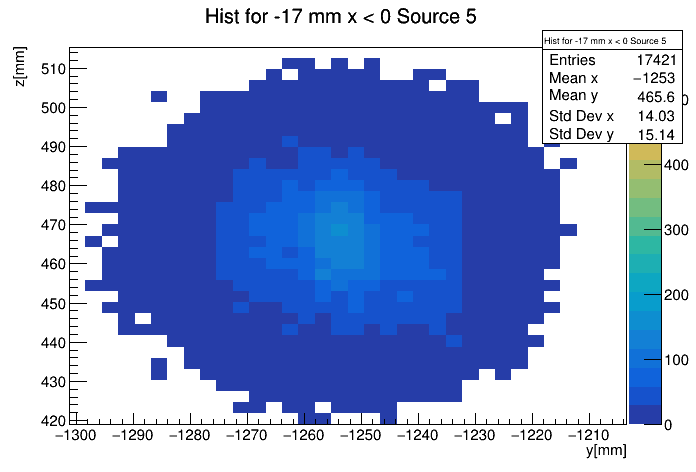 Hist for -17 mm x < 0 Source 5
Hist for -17 mm x < 0 Source 5
Entries 17421
Mean x −1253
Mean y 465.6
Std Dev x 14.03
Std Dev y 15.14
z[mm]
510
500
490
480
470
460
450
440
430
420
−1300 −1290 −1280 −1270 −1260 −1250 −1240 −1230 −1220 −1210
y[mm]
0
400
300
200
100
0